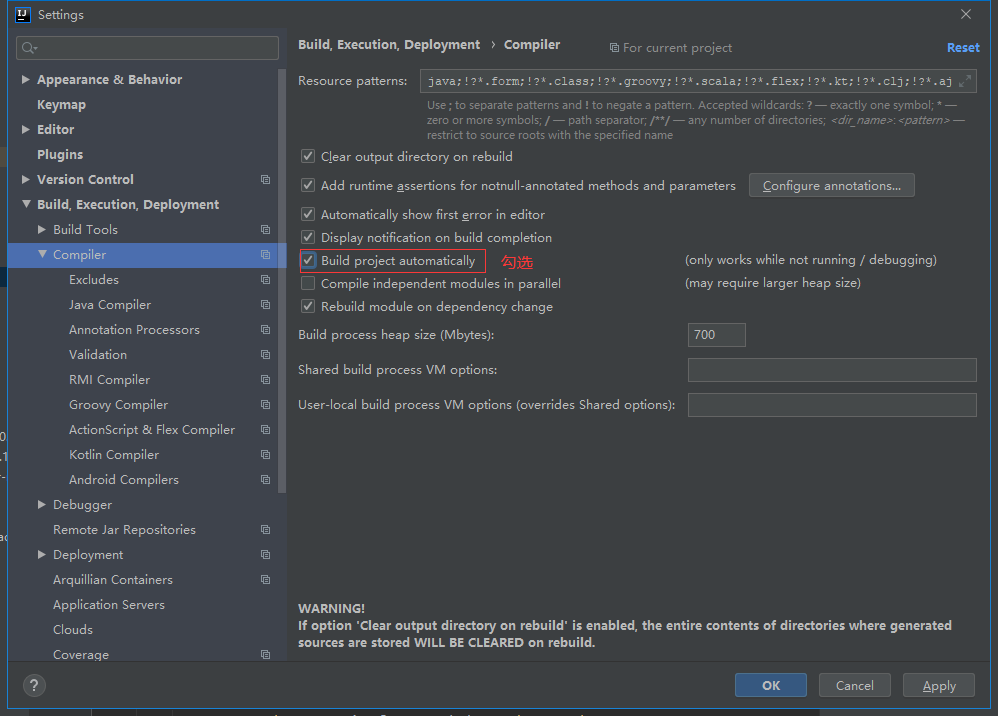 Settings
Appearance & Behavior
Keymap
Editor
Plugins
Version Control
Build, Execution, Deployment
Build Tools
Compiler
Excludes
Java Compiler
Annotation Processors
Validation
RMI Compiler
Groovy Compiler
ActionScript & Flex Compiler
Kotlin Compiler
Android Compilers
Debugger
Remote Jar Repositories
Deployment
Arquillian Containers
Application Servers
Clouds
Coverage
Build, Execution, Deployment › Compiler
For current project
Reset
Resource patterns: java;!?*.form;!?*.class;!?*.groovy;!?*.scala;!?*.flex;!?*.kt;!?*.clj;!?*.aj
Use ; to separate patterns and ! to negate a pattern. Accepted wildcards: ? — exactly one symbol; * —
zero or more symbols; / — path separator; /**/ — any number of directories; <dir_name>:<pattern> —
restrict to source roots with the specified name
Clear output directory on rebuild
Add runtime assertions for notnull-annotated methods and parameters Configure annotations...
Automatically show first error in editor
Display notification on build completion
Build project automatically 勾选 (only works while not running / debugging)
Compile independent modules in parallel (may require larger heap size)
Rebuild module on dependency change
Build process heap size (Mbytes): 700
Shared build process VM options:
User-local build process VM options (overrides Shared options):
WARNING!
If option 'Clear output directory on rebuild' is enabled, the entire contents of directories where generated
sources are stored WILL BE CLEARED on rebuild.
? OK Cancel Apply